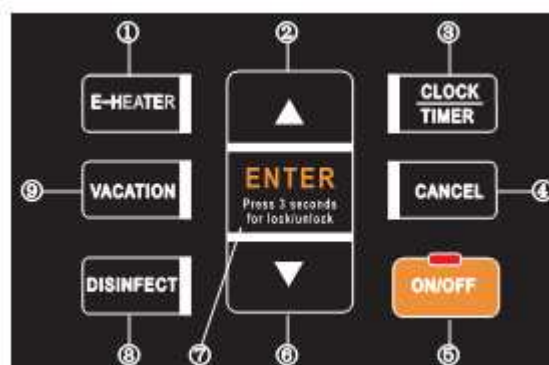 ① ② ③
E-HEATER
CLOCK
TIMER
ENTER
Press 3 seconds
for lock/unlock
⑨ VACATION
CANCEL ④
DISINFECT
ON/OFF
⑧ ⑦ ⑥ ⑤